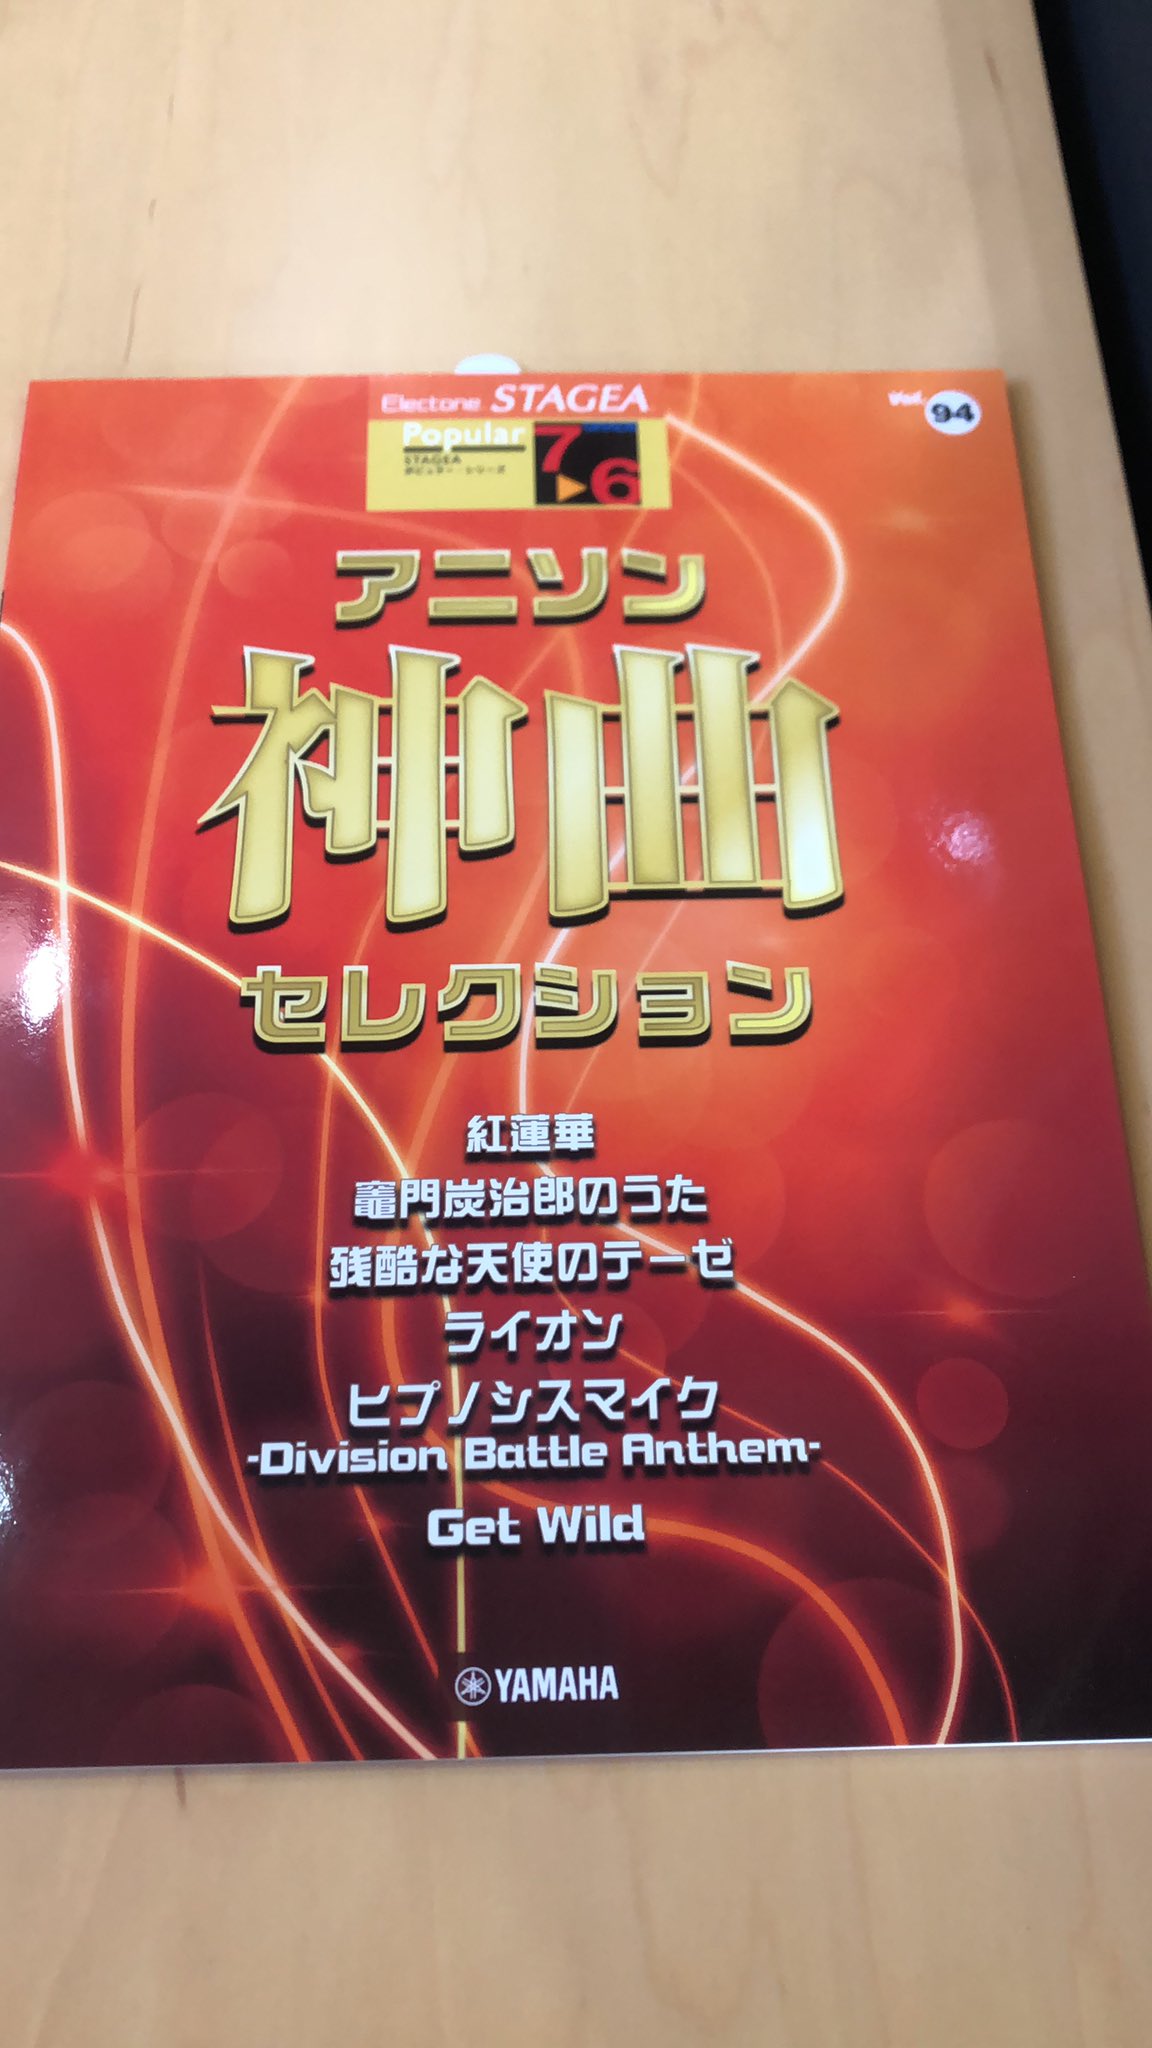 Electone STAGEA
Vol. 94
Popular
STAGEA
ポピュラー・シリーズ
7▶6
アニソン
神曲
セレクション
紅蓮華
竈門炭治郎のうた
残酷な天使のテーゼ
ライオン
ヒプノシスマイク
-Division Battle Anthem-
Get Wild
YAMAHA